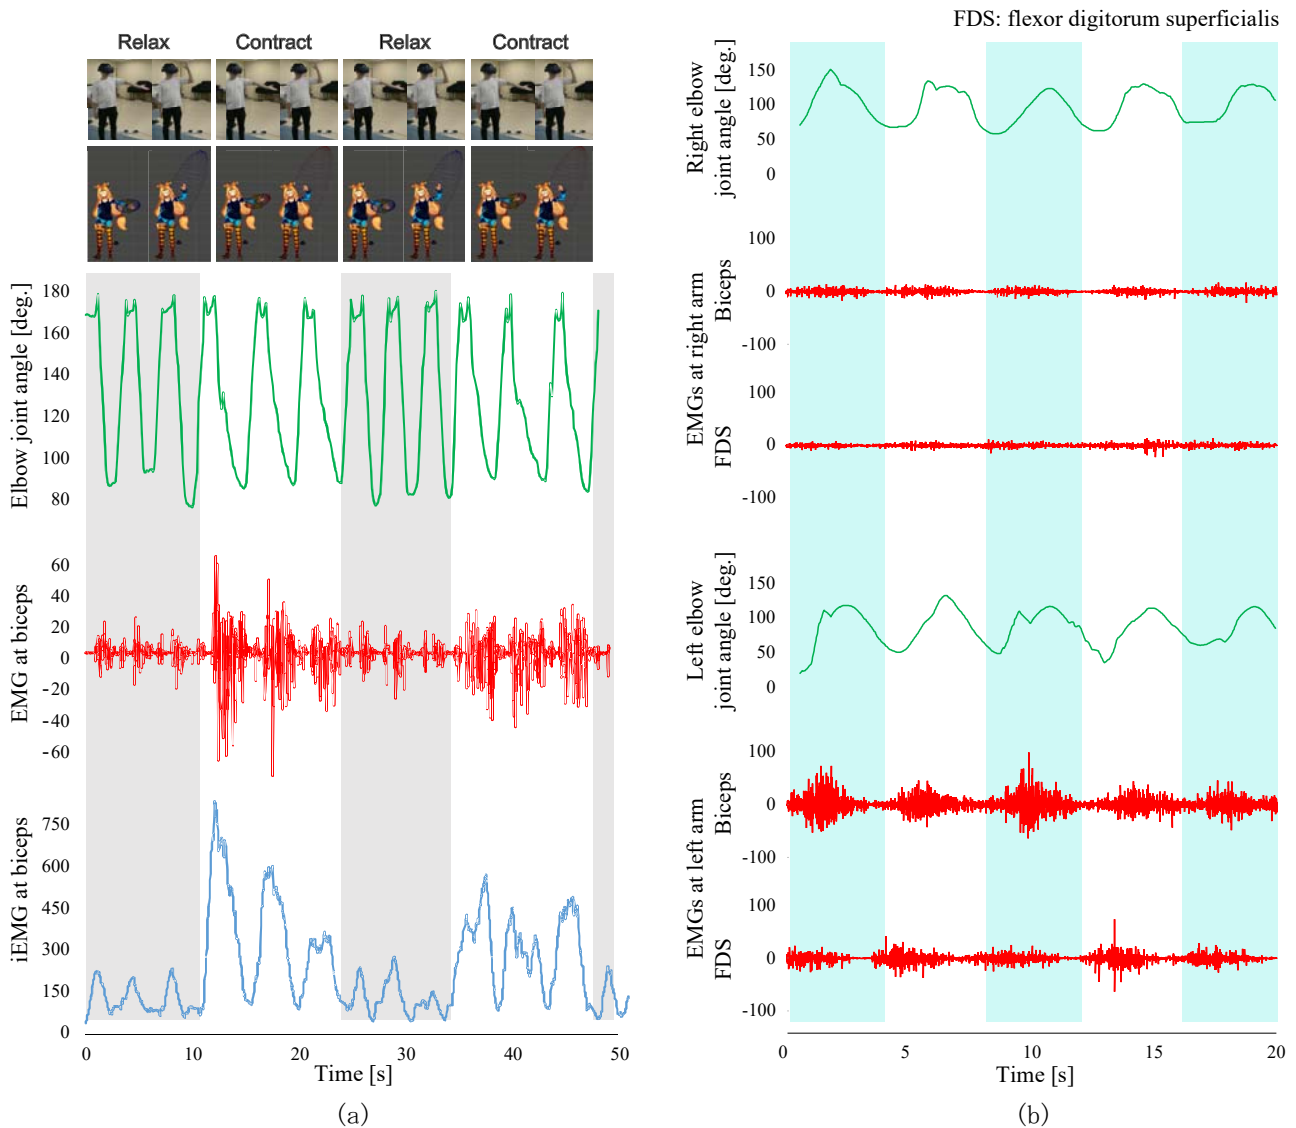 FDS: flexor digitorum superficialis
Relax
Contract
Relax
Contract
Elbow joint angle [deg.]
180
160
140
120
100
80
EMG at biceps
60
40
20
0
-20
-40
-60
iEMG at biceps
750
600
450
300
150
0
0
10
20
30
40
50
Time [s]
(a)
Right elbow
joint angle [deg.]
150
100
50
0
EMGs at right arm
Biceps
100
0
-100
FDS
100
0
-100
Left elbow
joint angle [deg.]
150
100
50
0
EMGs at left arm
Biceps
100
0
-100
FDS
100
0
-100
0
5
10
15
20
Time [s]
(b)